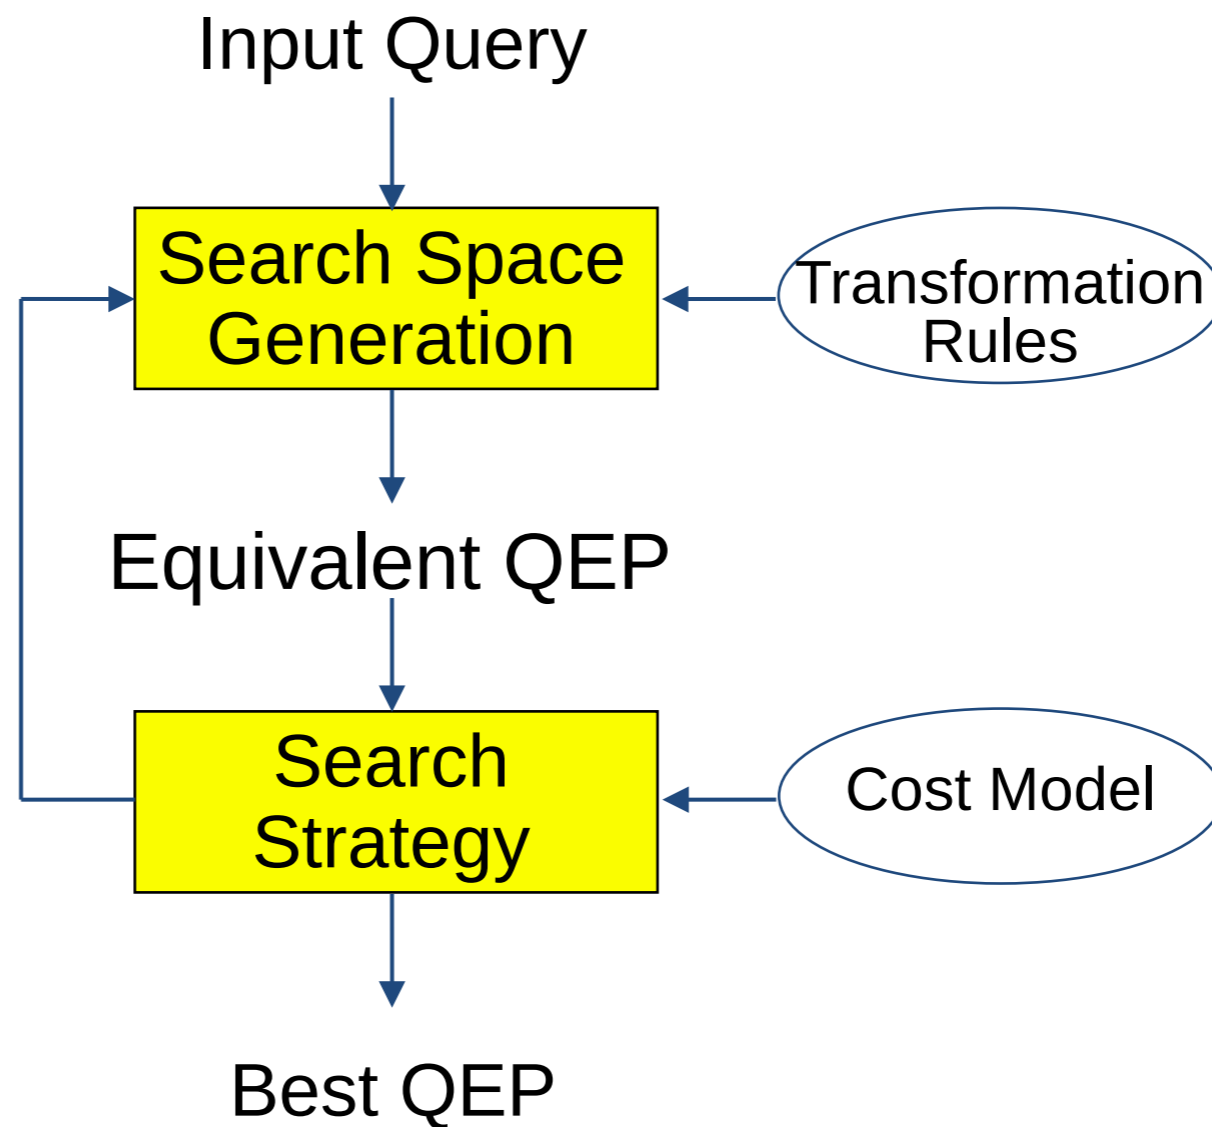 Input Query
Search Space
Generation
Transformation
Rules
Equivalent QEP
Search
Strategy
Cost Model
Best QEP